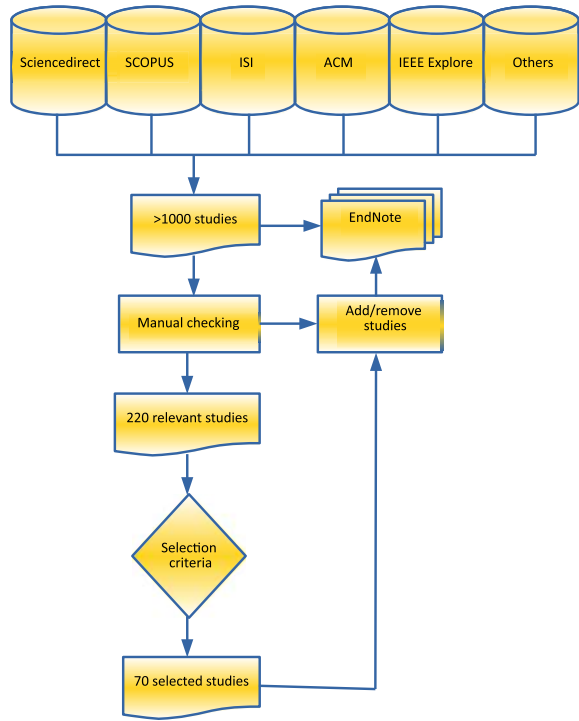 Sciencedirect
SCOPUS
ISI
ACM
IEEE Explore
Others
>1000 studies
EndNote
Manual checking
Add/remove
studies
220 relevant studies
Selection
criteria
70 selected studies